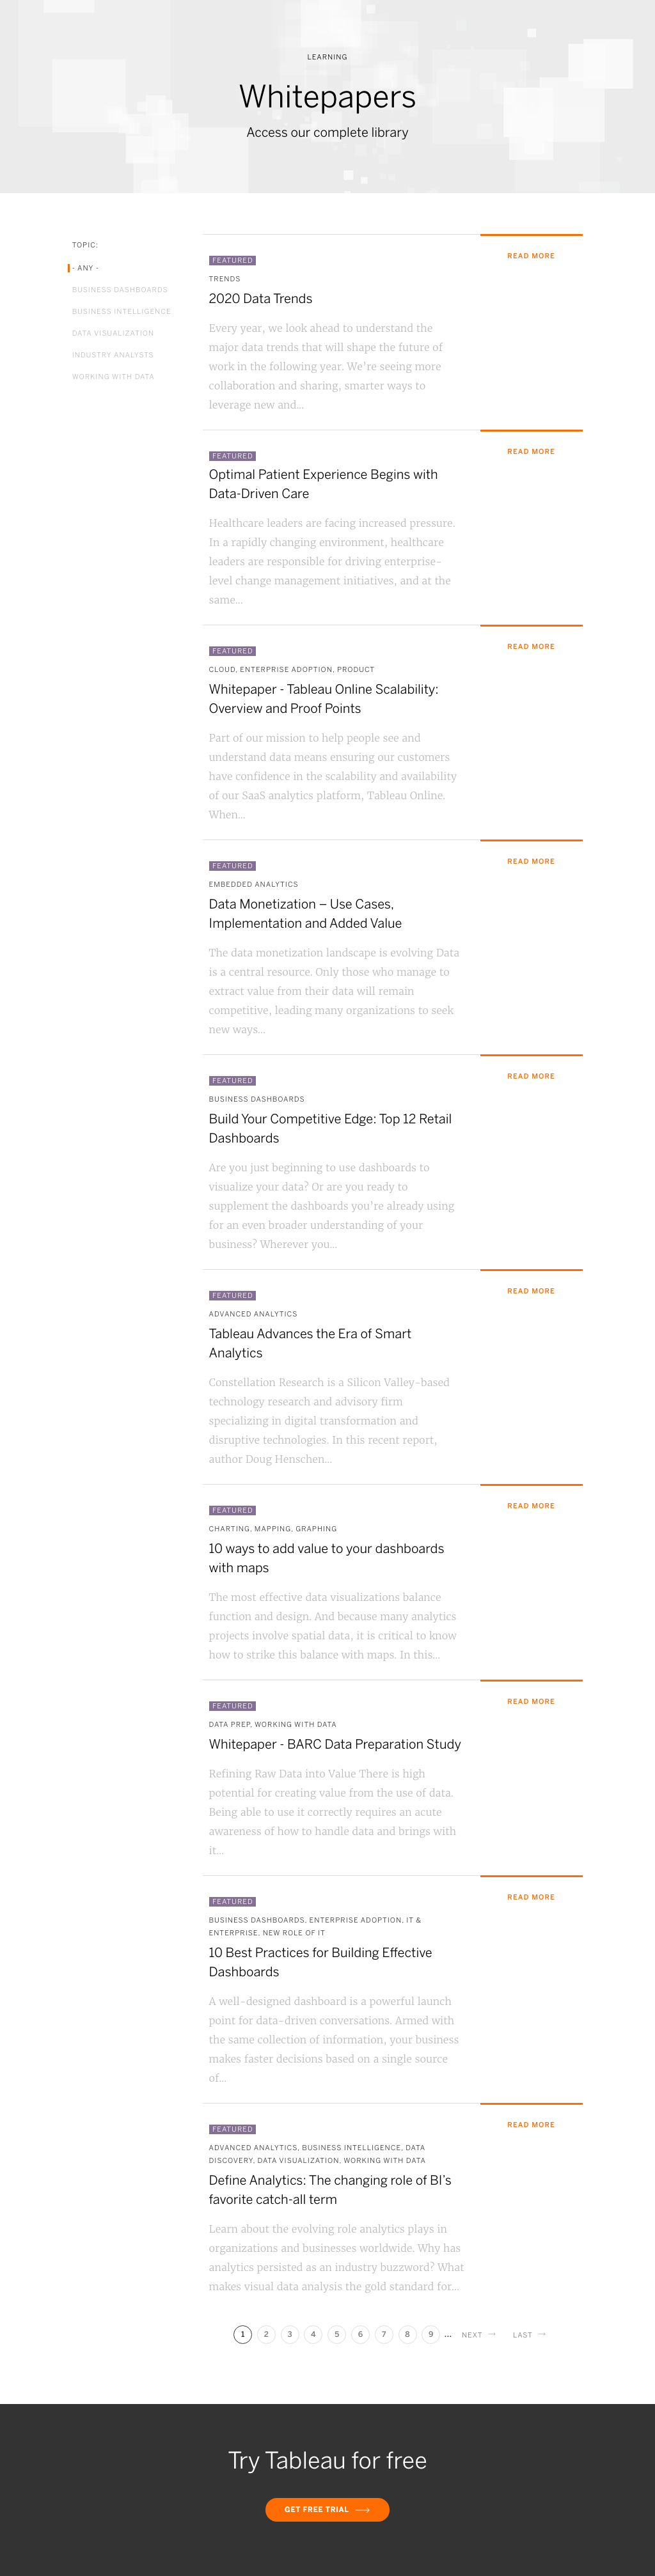 LEARNING
Whitepapers
Access our complete library
TOPIC:
- ANY -
BUSINESS DASHBOARDS
BUSINESS INTELLIGENCE
DATA VISUALIZATION
INDUSTRY ANALYSTS
WORKING WITH DATA
FEATURED
READ MORE
TRENDS
2020 Data Trends
Every year, we look ahead to understand the
major data trends that will shape the future of
work in the following year. We're seeing more
collaboration and sharing, smarter ways to
leverage new and...
FEATURED
READ MORE
Optimal Patient Experience Begins with
Data-Driven Care
Healthcare leaders are facing increased pressure.
In a rapidly changing environment, healthcare
leaders are responsible for driving enterprise-
level change management initiatives, and at the
same...
FEATURED
READ MORE
CLOUD, ENTERPRISE ADOPTION, PRODUCT
Whitepaper - Tableau Online Scalability:
Overview and Proof Points
Part of our mission to help people see and
understand data means ensuring our customers
have confidence in the scalability and availability
of our SaaS analytics platform, Tableau Online.
When...
FEATURED
READ MORE
EMBEDDED ANALYTICS
Data Monetization – Use Cases,
Implementation and Added Value
The data monetization landscape is evolving Data
is a central resource. Only those who manage to
extract value from their data will remain
competitive, leading many organizations to seek
new ways...
FEATURED
READ MORE
BUSINESS DASHBOARDS
Build Your Competitive Edge: Top 12 Retail
Dashboards
Are you just beginning to use dashboards to
visualize your data? Or are you ready to
supplement the dashboards you're already using
for an even broader understanding of your
business? Wherever you...
FEATURED
READ MORE
ADVANCED ANALYTICS
Tableau Advances the Era of Smart
Analytics
Constellation Research is a Silicon Valley-based
technology research and advisory firm
specializing in digital transformation and
disruptive technologies. In this recent report,
author Doug Henschen...
FEATURED
READ MORE
CHARTING, MAPPING, GRAPHING
10 ways to add value to your dashboards
with maps
The most effective data visualizations balance
function and design. And because many analytics
projects involve spatial data, it is critical to know
how to strike this balance with maps. In this...
FEATURED
READ MORE
DATA PREP, WORKING WITH DATA
Whitepaper - BARC Data Preparation Study
Refining Raw Data into Value There is high
potential for creating value from the use of data.
Being able to use it correctly requires an acute
awareness of how to handle data and brings with
it...
FEATURED
READ MORE
BUSINESS DASHBOARDS, ENTERPRISE ADOPTION, IT &
ENTERPRISE, NEW ROLE OF IT
10 Best Practices for Building Effective
Dashboards
A well-designed dashboard is a powerful launch
point for data-driven conversations. Armed with
the same collection of information, your business
makes faster decisions based on a single source
of...
FEATURED
READ MORE
ADVANCED ANALYTICS, BUSINESS INTELLIGENCE, DATA
DISCOVERY, DATA VISUALIZATION, WORKING WITH DATA
Define Analytics: The changing role of BI's
favorite catch-all term
Learn about the evolving role analytics plays in
organizations and businesses worldwide. Why has
analytics persisted as an industry buzzword? What
makes visual data analysis the gold standard for...
1 2 3 4 5 6 7 8 9 ... NEXT → LAST →
Try Tableau for free
GET FREE TRIAL →